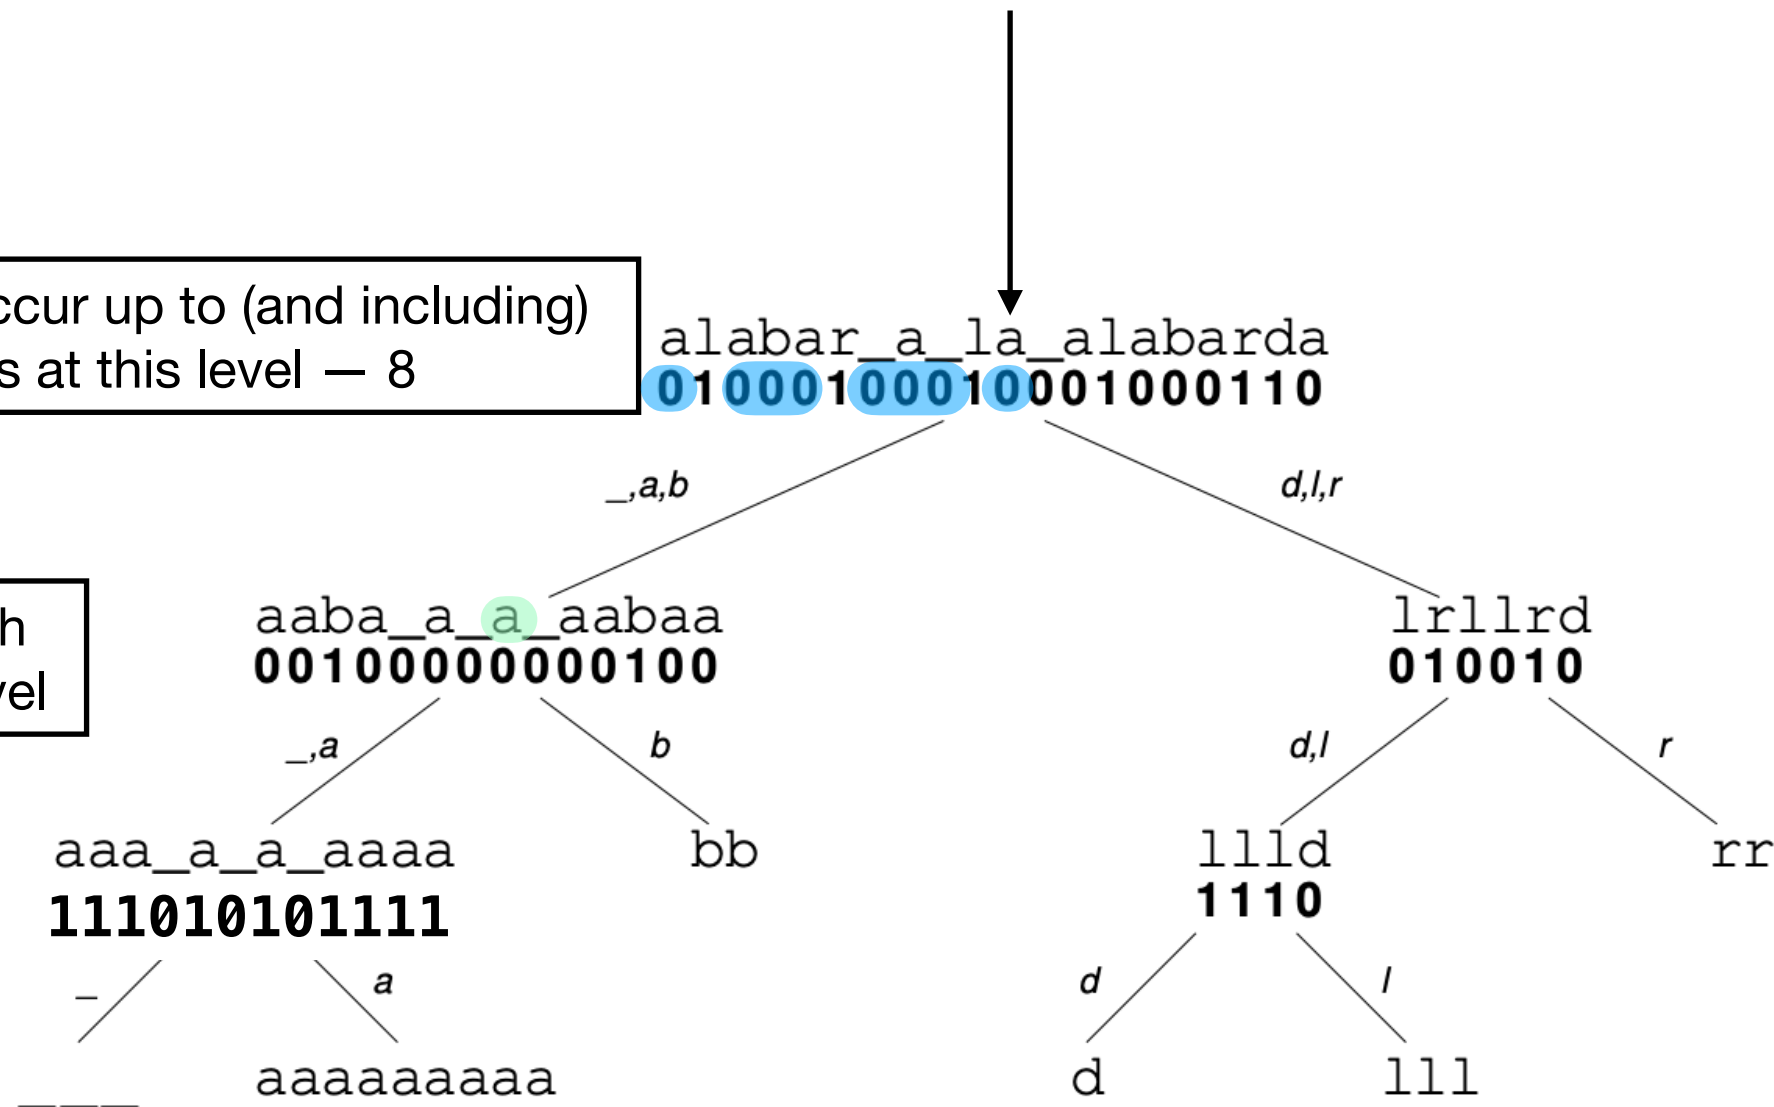 ccur up to (and including)
s at this level — 8
alabar_a_la_alabarda
01000100010001000110
_,a,b
d,l,r
h
vel
aaba_a_a_aabaa
00100000000100
lrllrd
010010
_,a
b
d,l
r
aaa_a_a_aaaa
111010101111
bb
llld
1110
rr
_
a
d
l
___
aaaaaaaaa
d
lll